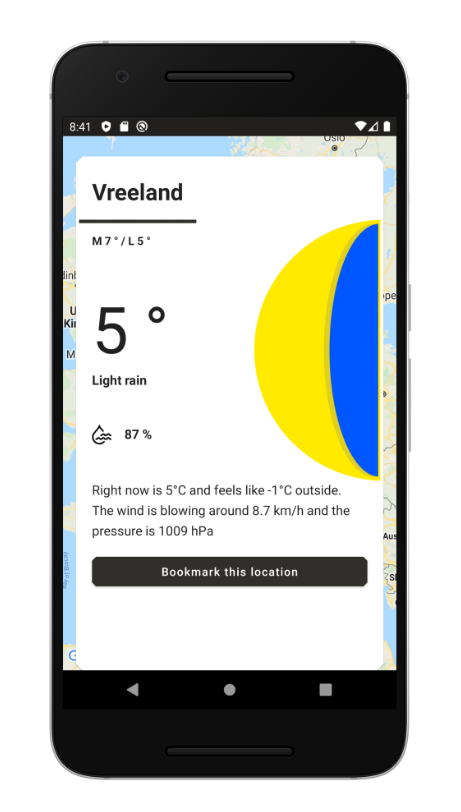 8:41
Oslo
Vreeland
M 7 ° / L 5 °
5 °
Light rain
87 %
Right now is 5°C and feels like -1°C outside.
The wind is blowing around 8.7 km/h and the
pressure is 1009 hPa
Bookmark this location